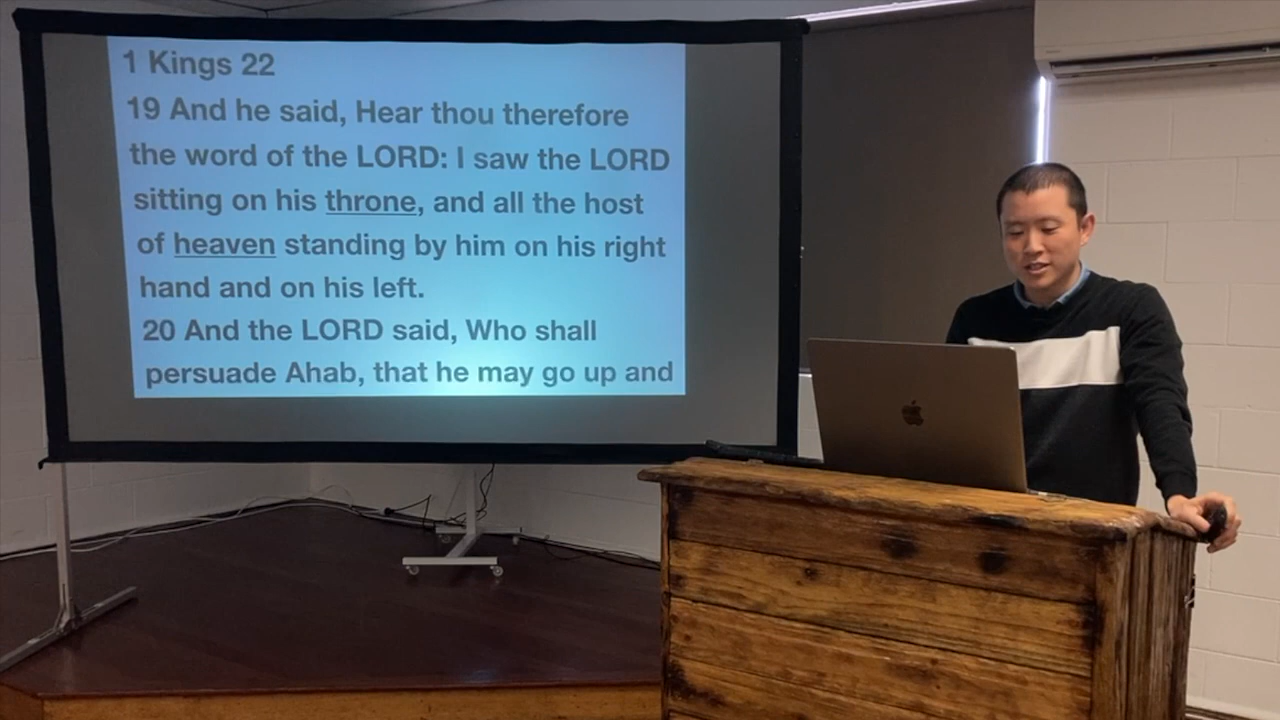 1 Kings 22
19 And he said, Hear thou therefore
the word of the LORD: I saw the LORD
sitting on his throne, and all the host
of heaven standing by him on his right
hand and on his left.
20 And the LORD said, Who shall
persuade Ahab, that he may go up and